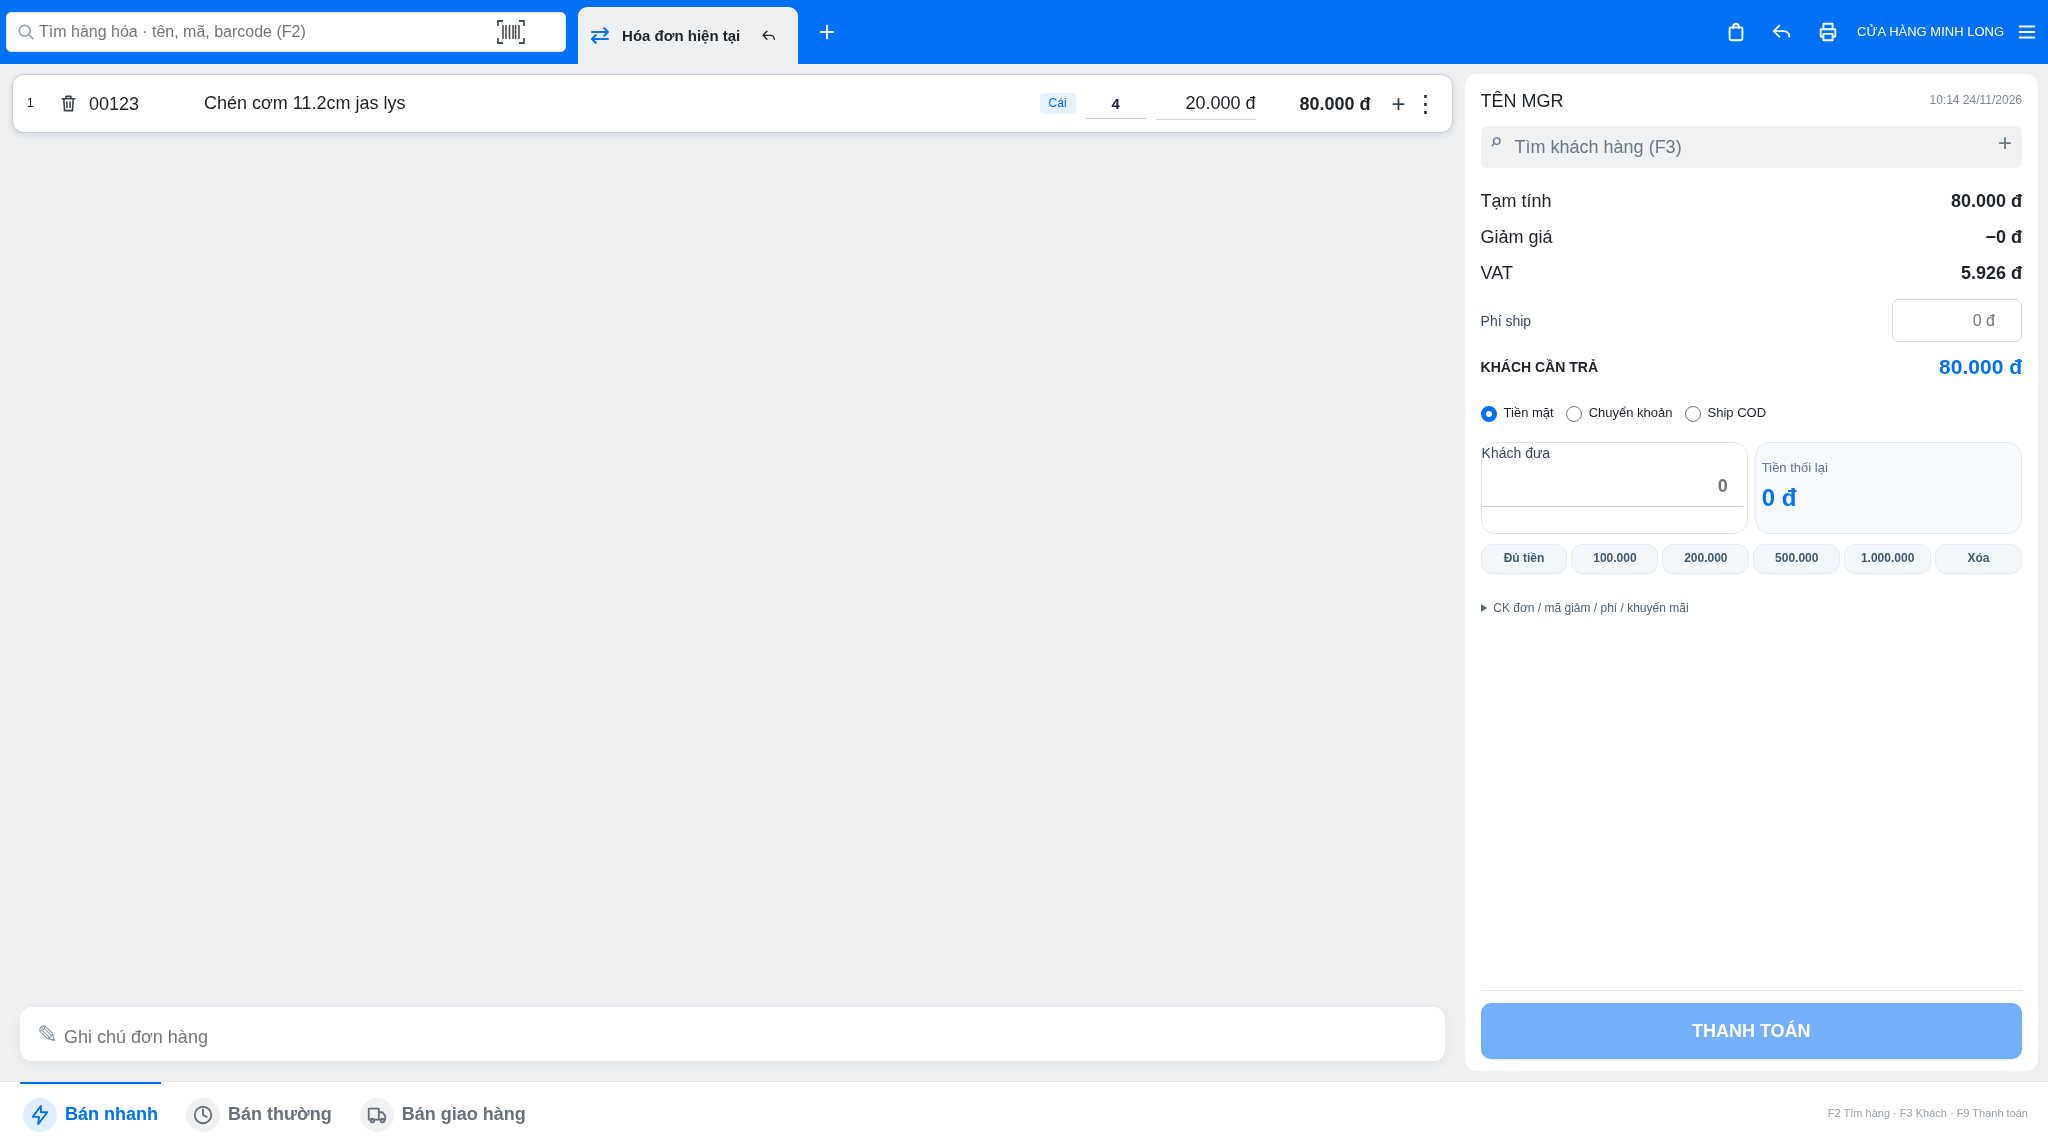 Tìm hàng hóa · tên, mã, barcode (F2)
Hóa đơn hiện tại
CỬA HÀNG MINH LONG
1 00123 Chén cơm 11.2cm jas lys Cái 4 20.000 đ 80.000 đ
TÊN MGR 10:14 24/11/2026
Tìm khách hàng (F3)
Tạm tính 80.000 đ
Giảm giá −0 đ
VAT 5.926 đ
Phí ship 0 đ
KHÁCH CẦN TRẢ 80.000 đ
Tiền mặt Chuyển khoản Ship COD
Khách đưa
0
Tiền thối lại
0 đ
Đủ tiền 100.000 200.000 500.000 1.000.000 Xóa
CK đơn / mã giảm / phí / khuyến mãi
Ghi chú đơn hàng
THANH TOÁN
Bán nhanh Bán thường Bán giao hàng
F2 Tìm hàng · F3 Khách · F9 Thanh toán